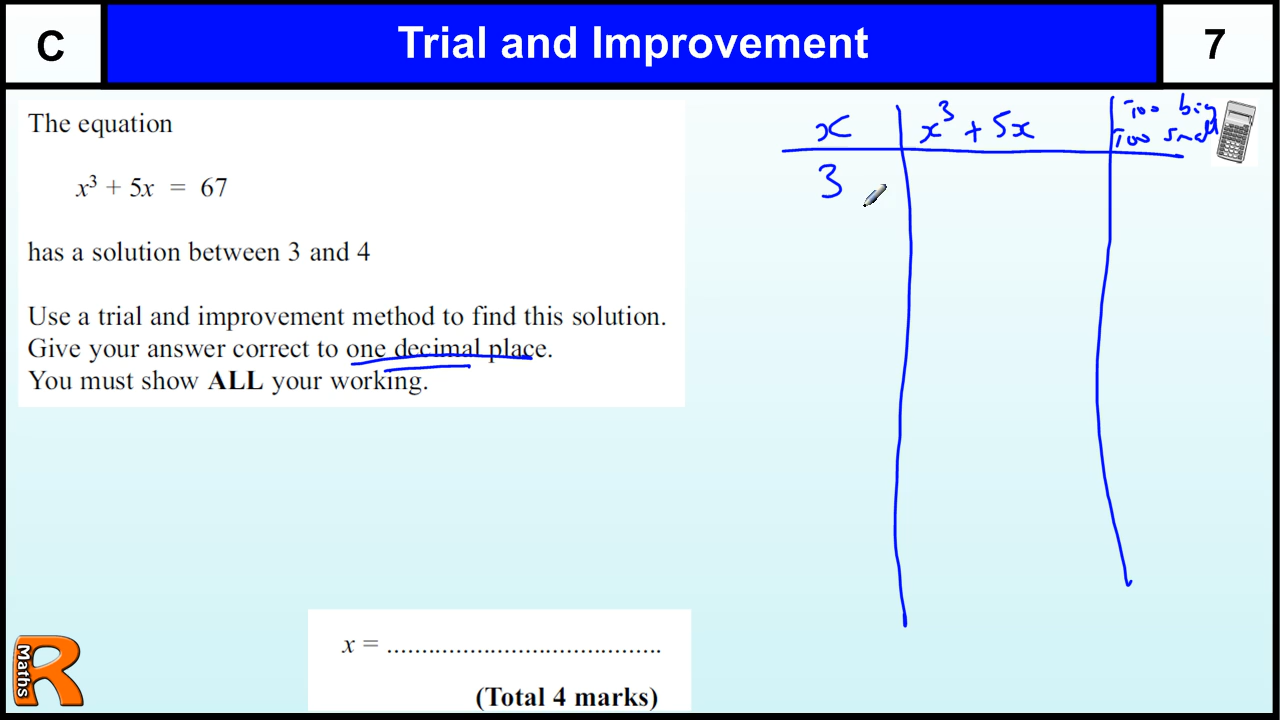 C
Trial and Improvement
7
The equation
x³ + 5x = 67
has a solution between 3 and 4
Use a trial and improvement method to find this solution.
Give your answer correct to one decimal place.
You must show ALL your working.
x
x³ + 5x
Too big
Too small
3
x = ........................................
(Total 4 marks)
R
Maths